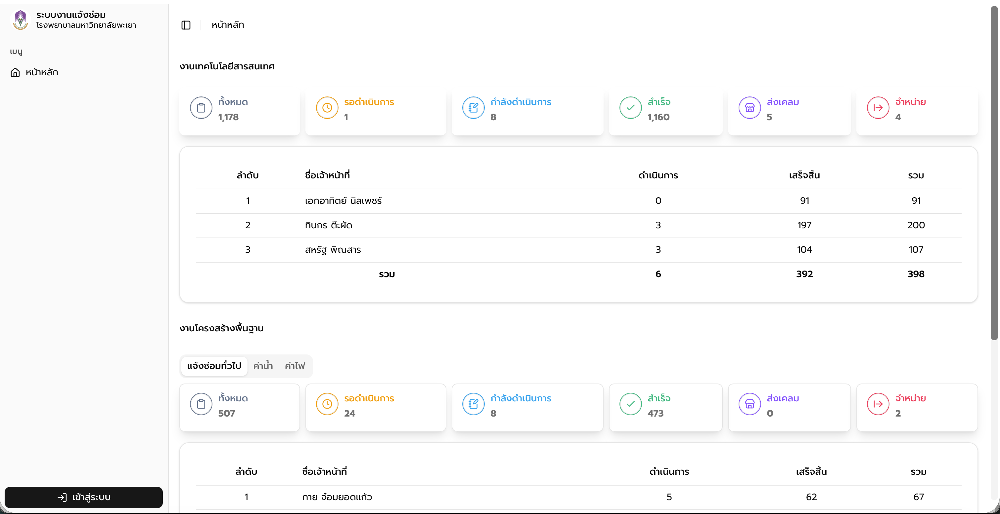 ระบบงานแจ้งซ่อม
โรงพยาบาลมหาวิทยาลัยพะเยา
เมนู
หน้าหลัก
เข้าสู่ระบบ
หน้าหลัก
งานเทคโนโลยีสารสนเทศ
ทั้งหมด
1,178
รอดำเนินการ
1
กำลังดำเนินการ
8
สำเร็จ
1,160
ส่งเคลม
5
จำหน่าย
4
ลำดับ ชื่อเจ้าหน้าที่ ดำเนินการ เสร็จสิ้น รวม
1 เอกอาทิตย์ นิลเพชร์ 0 91 91
2 ทินกร ต๊ะผัด 3 197 200
3 สหรัฐ พิณสาร 3 104 107
รวม 6 392 398
งานโครงสร้างพื้นฐาน
แจ้งซ่อมทั่วไป ค่าน้ำ ค่าไฟ
ทั้งหมด
507
รอดำเนินการ
24
กำลังดำเนินการ
8
สำเร็จ
473
ส่งเคลม
0
จำหน่าย
2
ลำดับ ชื่อเจ้าหน้าที่ ดำเนินการ เสร็จสิ้น รวม
1 กาย จ๋อมยอดแก้ว 5 62 67